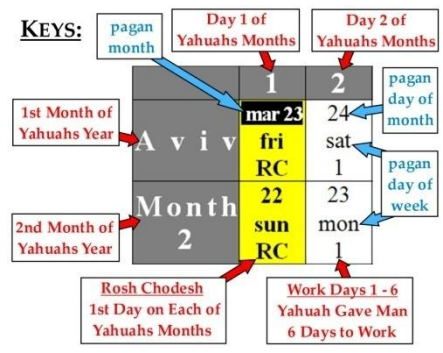 KEYS:
pagan
month
Day 1 of
Yahuahs Months
Day 2 of
Yahuahs Months
1 2
1st Month of
Yahuahs Year
Aviv
mar 23
fri
RC
24
sat
1
pagan
day of
month
pagan
day of
week
2nd Month of
Yahuahs Year
Month
2
22
sun
RC
23
mon
1
Rosh Chodesh
1st Day on Each of
Yahuahs Months
Work Days 1 - 6
Yahuah Gave Man
6 Days to Work